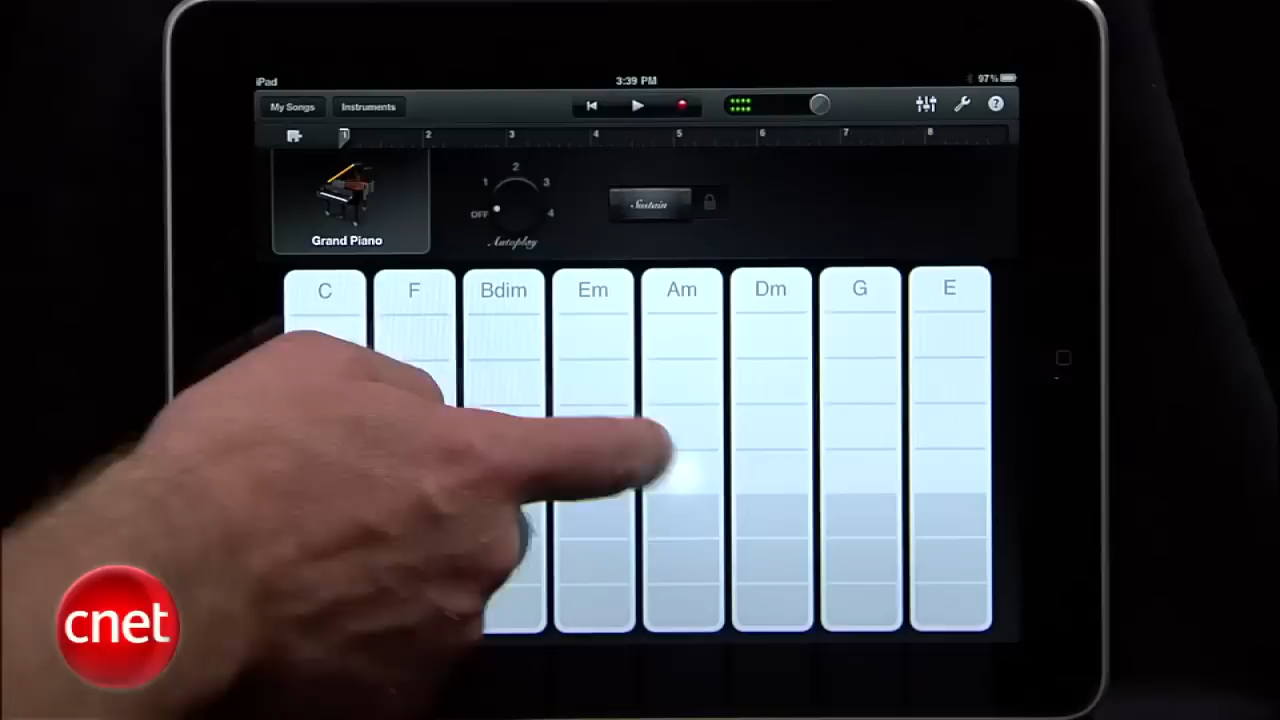 iPad 3:39 PM 97%
My Songs Instruments
1 2 3 4 5 6 7 8
2
1 3
OFF 4
Sustain
Grand Piano
Autoplay
C F Bdim Em Am Dm G E
cnet